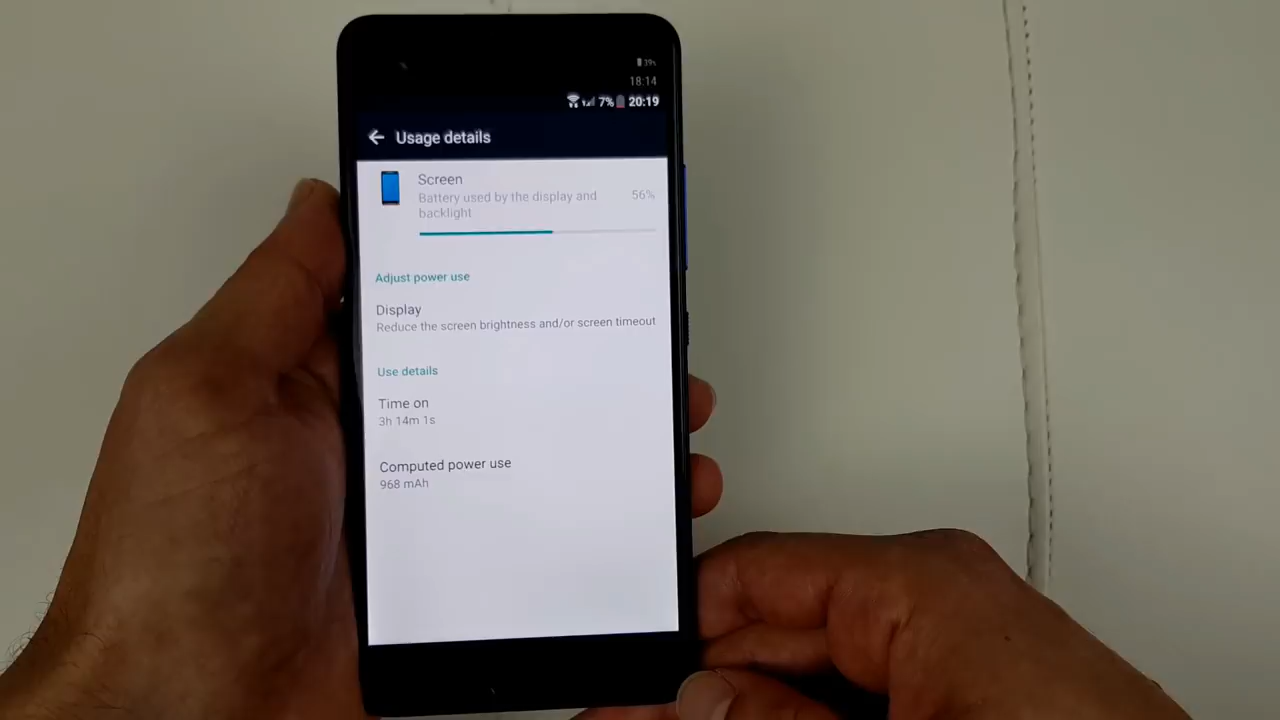 39%
18:14
7% 20:19
Usage details
Screen
Battery used by the display and
backlight
56%
Adjust power use
Display
Reduce the screen brightness and/or screen timeout
Use details
Time on
3h 14m 1s
Computed power use
968 mAh